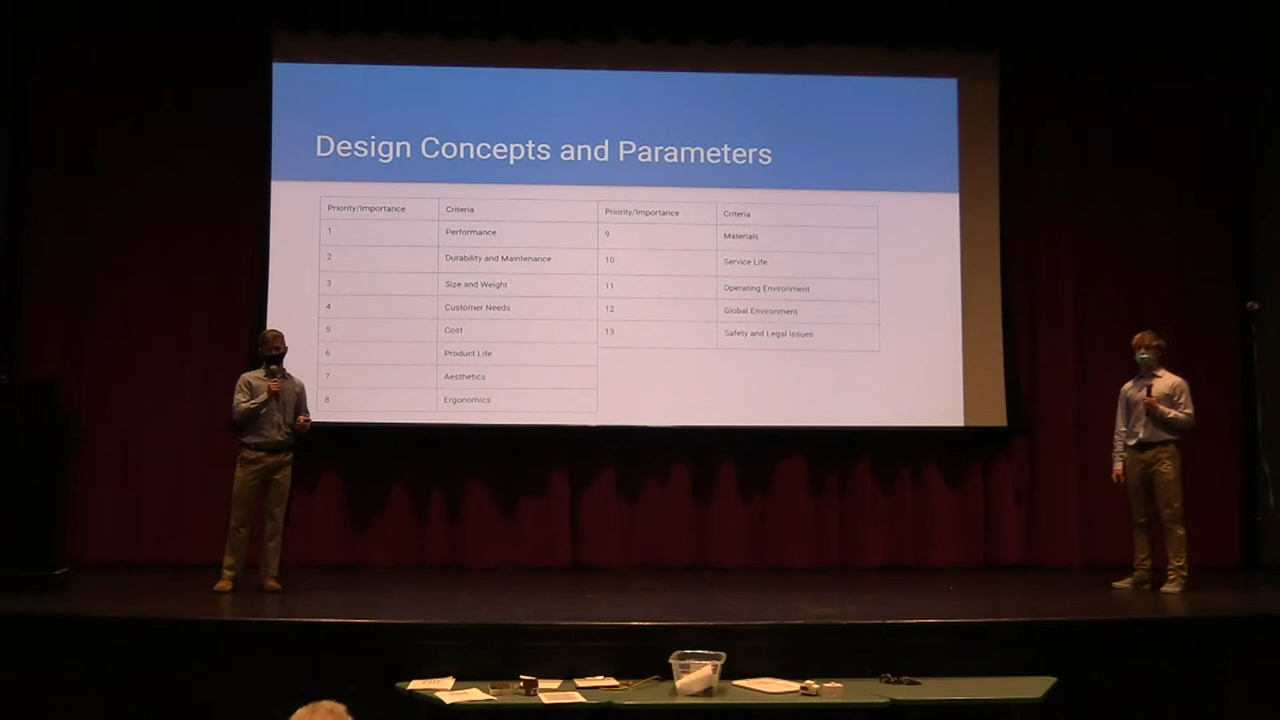 Design Concepts and Parameters
Priority/Importance Criteria Priority/Importance Criteria
1 Performance 9 Materials
2 Durability and Maintenance 10 Service Life
3 Size and Weight 11 Operating Environment
4 Customer Needs 12 Global Environment
5 Cost 13 Safety and Legal Issues
6 Product Life
7 Aesthetics
8 Ergonomics